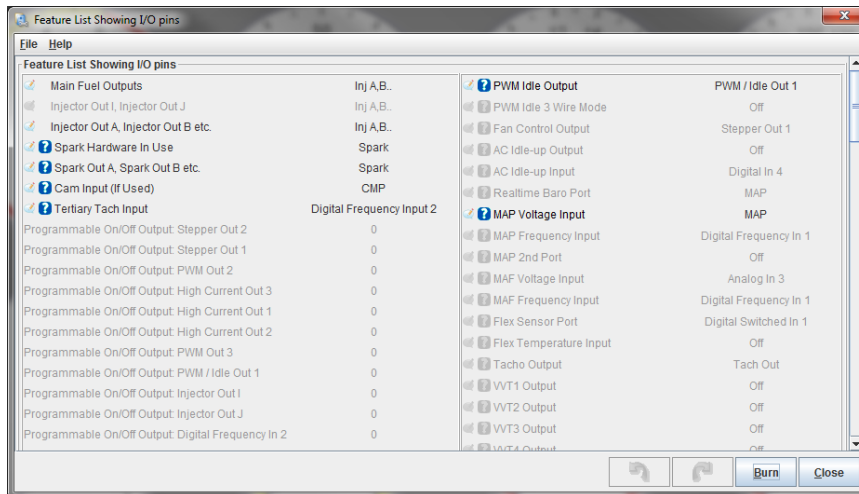 Feature List Showing I/O pins
File Help
Feature List Showing I/O pins
Main Fuel Outputs Inj A,B..
Injector Out I, Injector Out J Inj A,B..
Injector Out A, Injector Out B etc. Inj A,B..
Spark Hardware In Use Spark
Spark Out A, Spark Out B etc. Spark
Cam Input (If Used) CMP
Tertiary Tach Input Digital Frequency Input 2
Programmable On/Off Output: Stepper Out 2 0
Programmable On/Off Output: Stepper Out 1 0
Programmable On/Off Output: PWM Out 2 0
Programmable On/Off Output: High Current Out 3 0
Programmable On/Off Output: High Current Out 1 0
Programmable On/Off Output: High Current Out 2 0
Programmable On/Off Output: PWM Out 3 0
Programmable On/Off Output: PWM / Idle Out 1 0
Programmable On/Off Output: Injector Out I 0
Programmable On/Off Output: Injector Out J 0
Programmable On/Off Output: Digital Frequency In 2 0
PWM Idle Output PWM / Idle Out 1
PWM Idle 3 Wire Mode Off
Fan Control Output Stepper Out 1
AC Idle-up Output Off
AC Idle-up Input Digital In 4
Realtime Baro Port MAP
MAP Voltage Input MAP
MAP Frequency Input Digital Frequency In 1
MAP 2nd Port Off
MAF Voltage Input Analog In 3
MAF Frequency Input Digital Frequency In 1
Flex Sensor Port Digital Switched In 1
Flex Temperature Input Off
Tacho Output Tach Out
VVT1 Output Off
VVT2 Output Off
VVT3 Output Off
VVT4 Output Off
Burn Close